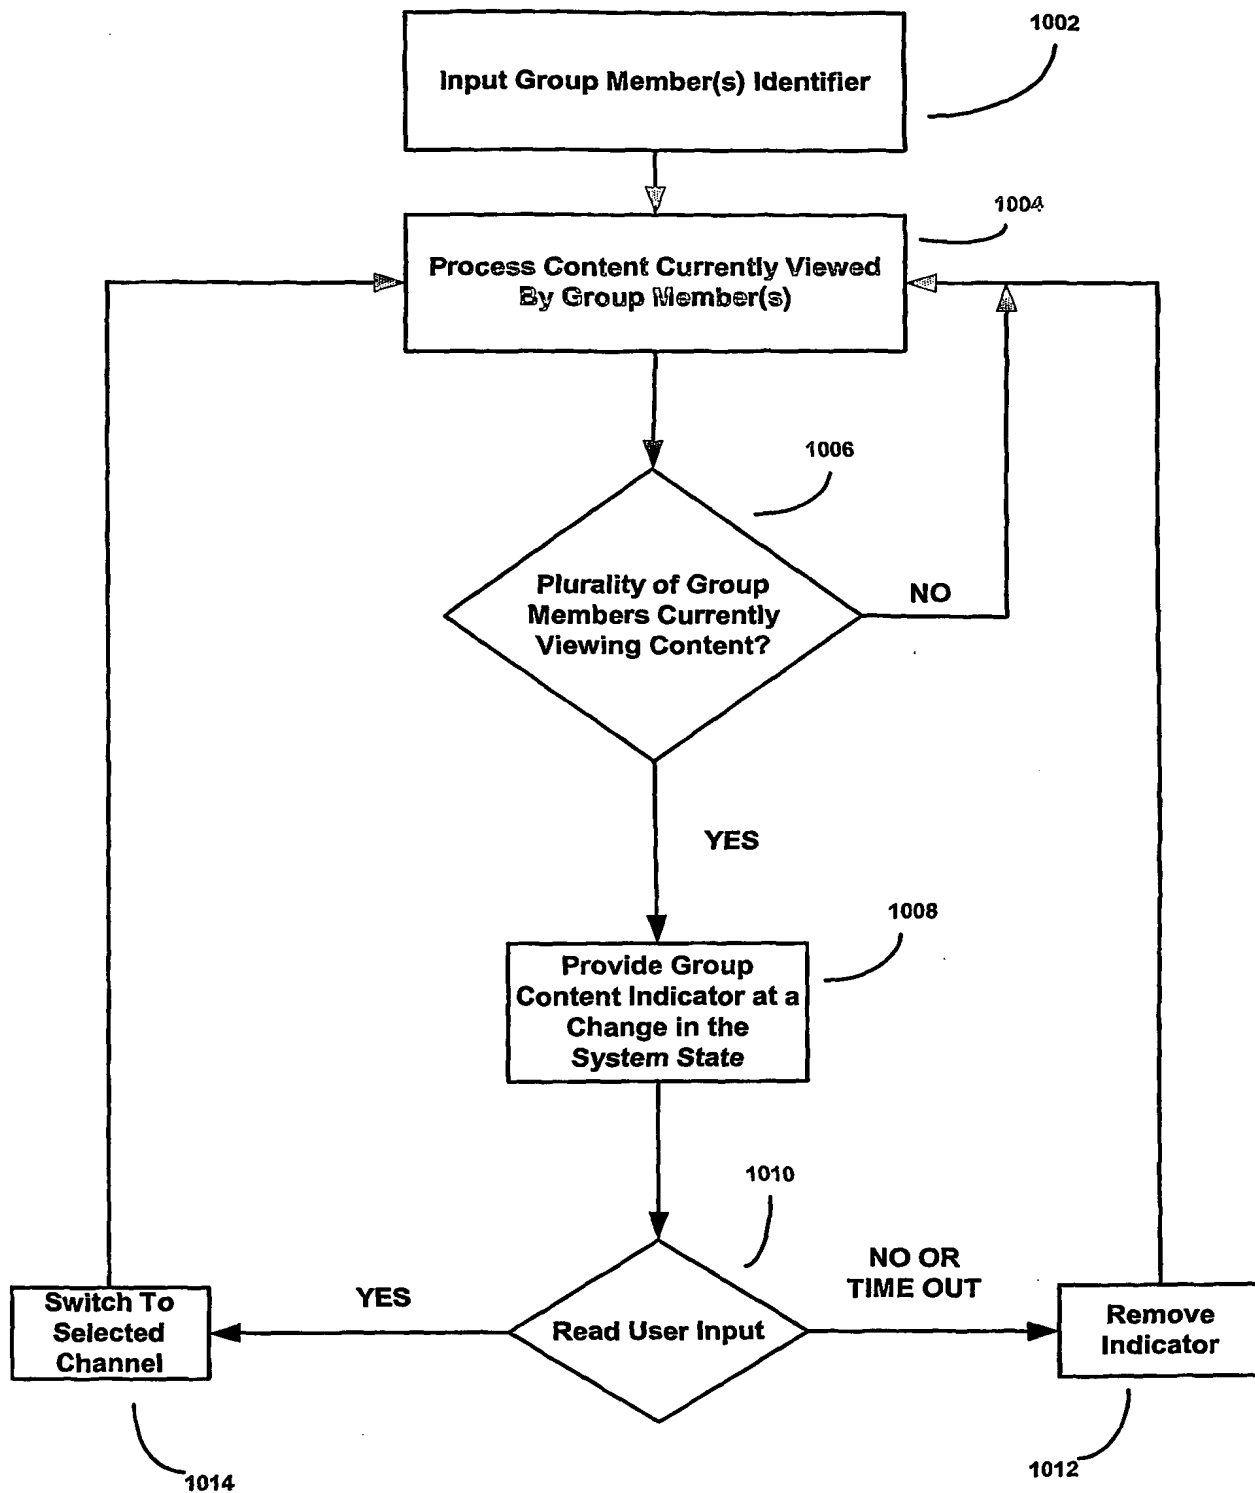 1002
Input Group Member(s) Identifier
1004
Process Content Currently Viewed
By Group Member(s)
1006
Plurality of Group
Members Currently
Viewing Content?
NO
YES
1008
Provide Group
Content Indicator at a
Change in the
System State
1010
NO OR
TIME OUT
YES
Switch To
Selected
Channel
Read User Input
Remove
Indicator
1014
1012